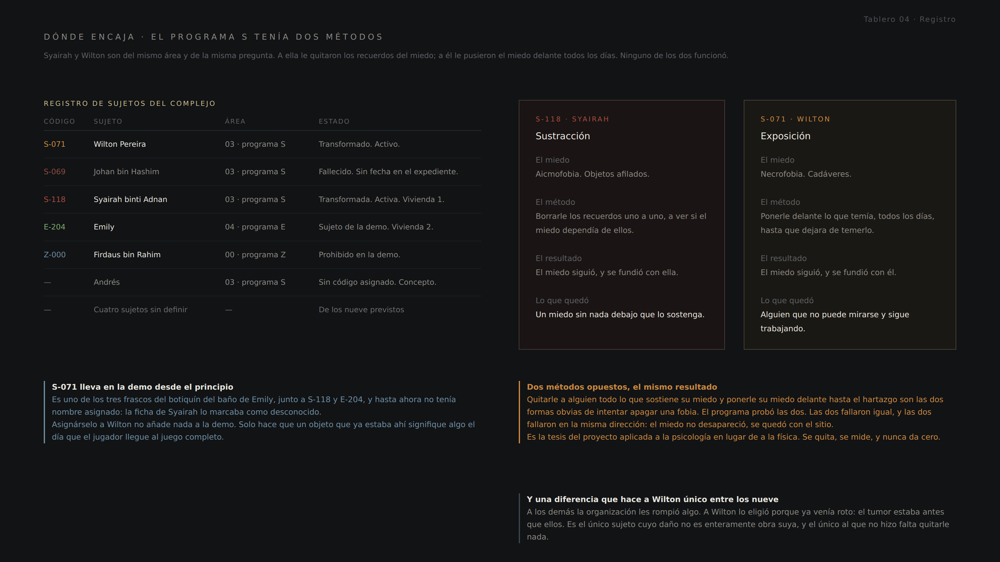 Tablero 04 · Registro
DÓNDE ENCAJA · EL PROGRAMA S TENÍA DOS MÉTODOS
Syairah y Wilton son del mismo área y de la misma pregunta. A ella le quitaron los recuerdos del miedo; a él le pusieron el miedo delante todos los días. Ninguno de los dos funcionó.
REGISTRO DE SUJETOS DEL COMPLEJO
CÓDIGO SUJETO ÁREA ESTADO
S-071 Wilton Pereira 03 · programa S Transformado. Activo.
S-069 Johan bin Hashim 03 · programa S Fallecido. Sin fecha en el expediente.
S-118 Syairah binti Adnan 03 · programa S Transformada. Activa. Vivienda 1.
E-204 Emily 04 · programa E Sujeto de la demo. Vivienda 2.
Z-000 Firdaus bin Rahim 00 · programa Z Prohibido en la demo.
— Andrés 03 · programa S Sin código asignado. Concepto.
— Cuatro sujetos sin definir — De los nueve previstos
S-118 · SYAIRAH
Sustracción
El miedo
Aicmofobia. Objetos afilados.
El método
Borrarle los recuerdos uno a uno, a ver si el
miedo dependía de ellos.
El resultado
El miedo siguió, y se fundió con ella.
Lo que quedó
Un miedo sin nada debajo que lo sostenga.
S-071 · WILTON
Exposición
El miedo
Necrofobia. Cadáveres.
El método
Ponerle delante lo que temía, todos los días,
hasta que dejara de temerlo.
El resultado
El miedo siguió, y se fundió con él.
Lo que quedó
Alguien que no puede mirarse y sigue
trabajando.
S-071 lleva en la demo desde el principio
Es uno de los tres frascos del botiquín del baño de Emily, junto a S-118 y E-204, y hasta ahora no tenía
nombre asignado: la ficha de Syairah lo marcaba como desconocido.
Asignárselo a Wilton no añade nada a la demo. Solo hace que un objeto que ya estaba ahí signifique algo el
día que el jugador llegue al juego completo.
Dos métodos opuestos, el mismo resultado
Quitarle a alguien todo lo que sostiene su miedo y ponerle su miedo delante hasta el hartazgo son las dos
formas obvias de intentar apagar una fobia. El programa probó las dos. Las dos fallaron igual, y las dos
fallaron en la misma dirección: el miedo no desapareció, se quedó con el sitio.
Es la tesis del proyecto aplicada a la psicología en lugar de a la física. Se quita, se mide, y nunca da cero.
Y una diferencia que hace a Wilton único entre los nueve
A los demás la organización les rompió algo. A Wilton lo eligió porque ya venía roto: el tumor estaba antes
que ellos. Es el único sujeto cuyo daño no es enteramente obra suya, y el único al que no hizo falta quitarle
nada.